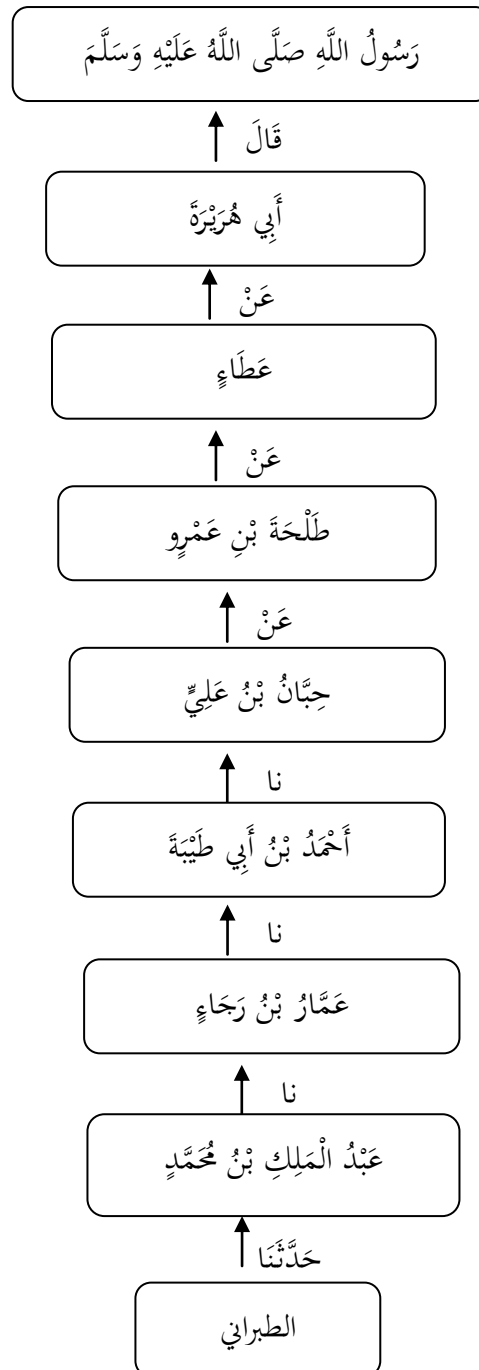 رَسُولُ اللَّهِ صَلَّى اللَّهُ عَلَيْهِ وَسَلَّمَ
قَالَ
أَبِي هُرَيْرَةَ
عَنْ
عَطَاءٍ
عَنْ
طَلْحَةَ بْنِ عَمْرٍو
عَنْ
حِبَّانُ بْنُ عَلِيٍّ
نا
أَحْمَدُ بْنُ أَبِي طَيْبَةَ
نا
عَمَّارُ بْنُ رَجَاءٍ
نا
عَبْدُ الْمَلِكِ بْنُ مُحَمَّدٍ
حَدَّثَنَا
الطبراني